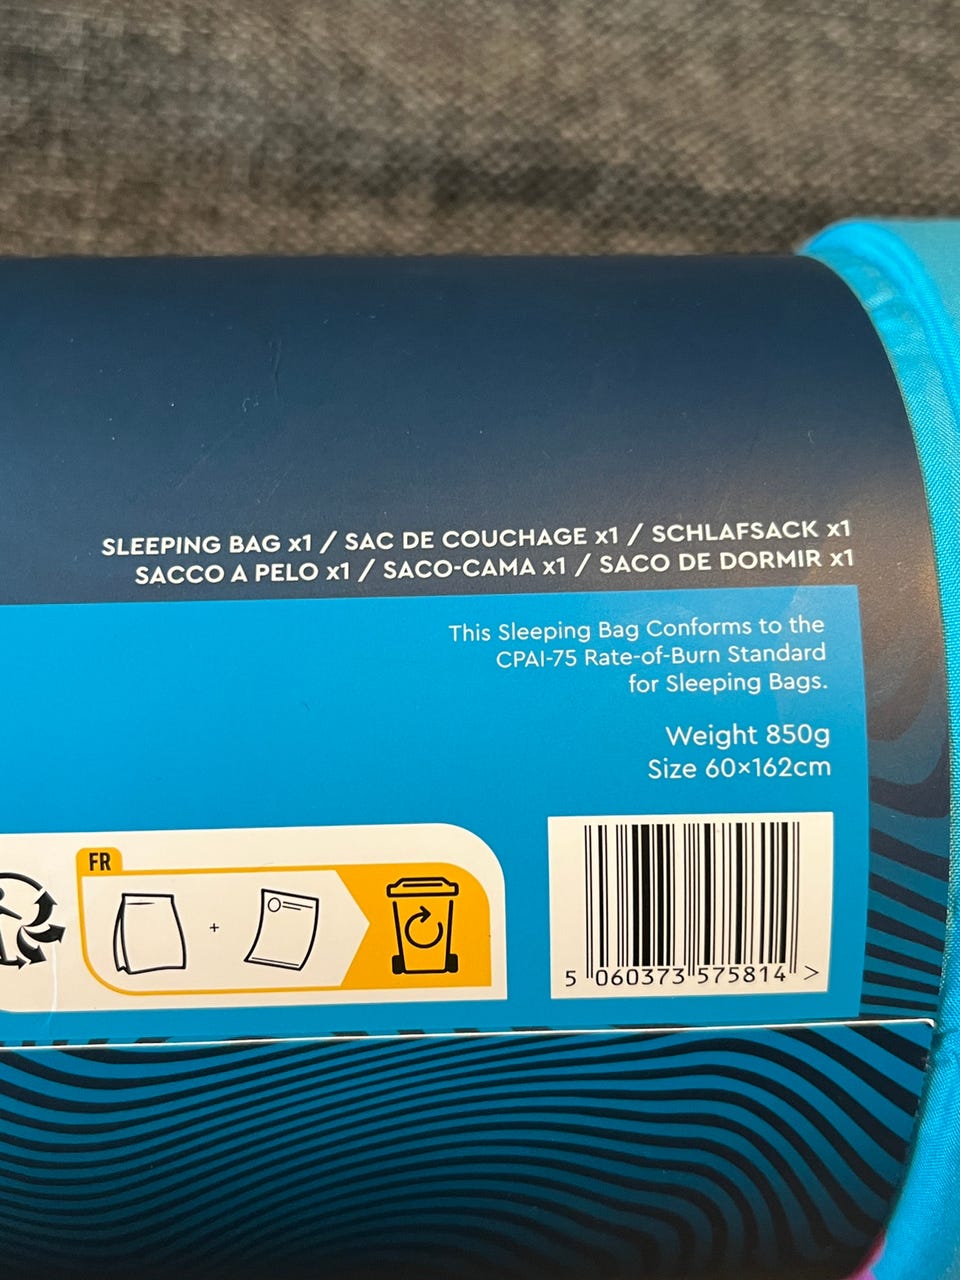 SLEEPING BAG x1 / SAC DE COUCHAGE x1 / SCHLAFSACK x1
SACCO A PELO x1 / SACO-CAMA x1 / SACO DE DORMIR x1
This Sleeping Bag Conforms to the
CPAI-75 Rate-of-Burn Standard
for Sleeping Bags.
Weight 850g
Size 60×162cm
FR
+
5 060373 575814 >